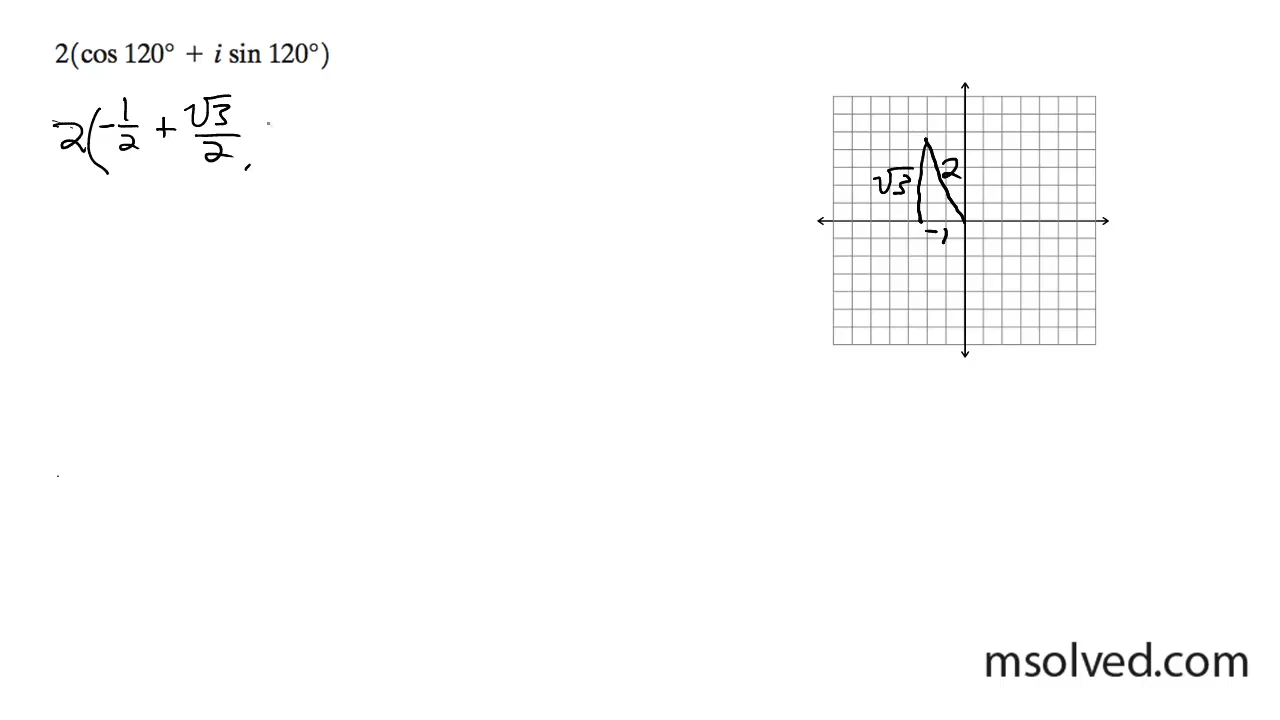 2(cos 120° + i sin 120°)
2(-1/2 + √3/2
√3
2
-1
msolved.com